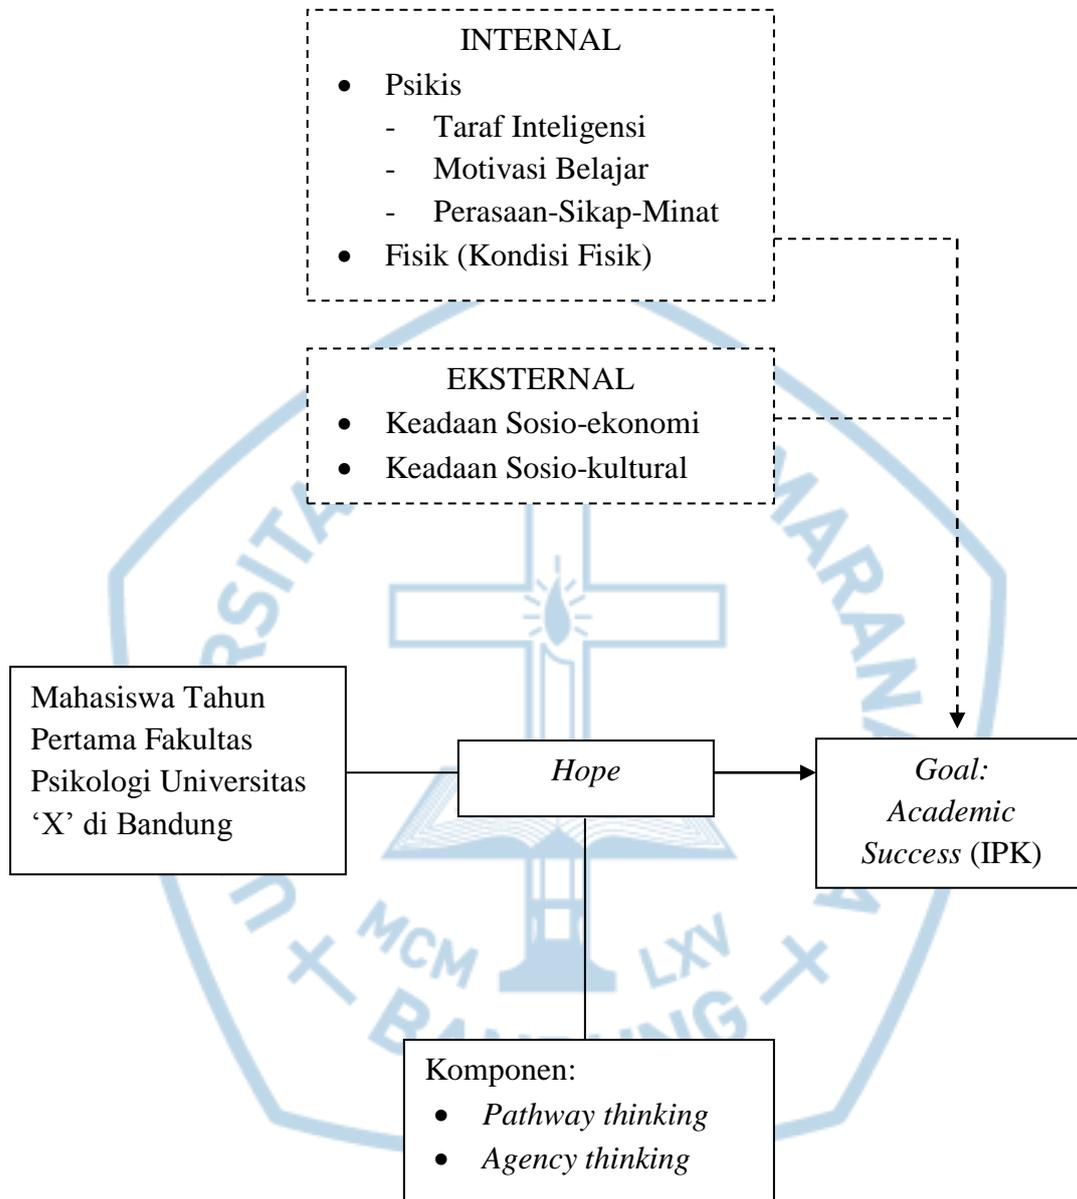 INTERNAL
• Psikis
- Taraf Inteligensi
- Motivasi Belajar
- Perasaan-Sikap-Minat
• Fisik (Kondisi Fisik)
EKSTERNAL
• Keadaan Sosio-ekonomi
• Keadaan Sosio-kultural
Mahasiswa Tahun
Pertama Fakultas
Psikologi Universitas
‘X’ di Bandung
Hope
Goal:
Academic
Success (IPK)
Komponen:
• Pathway thinking
• Agency thinking
MCM LXV
BANDUNG